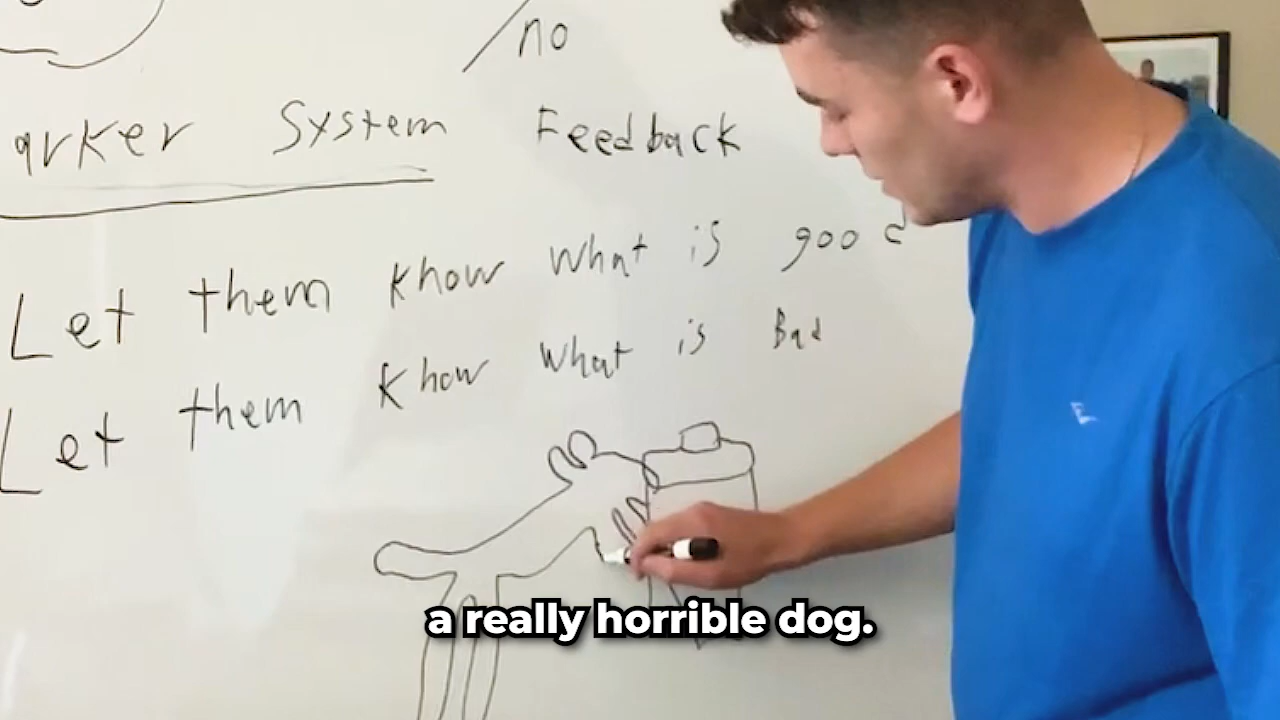 /no
arker System Feedback
Let them know what is good
Let them know what is Bad
a really horrible dog.